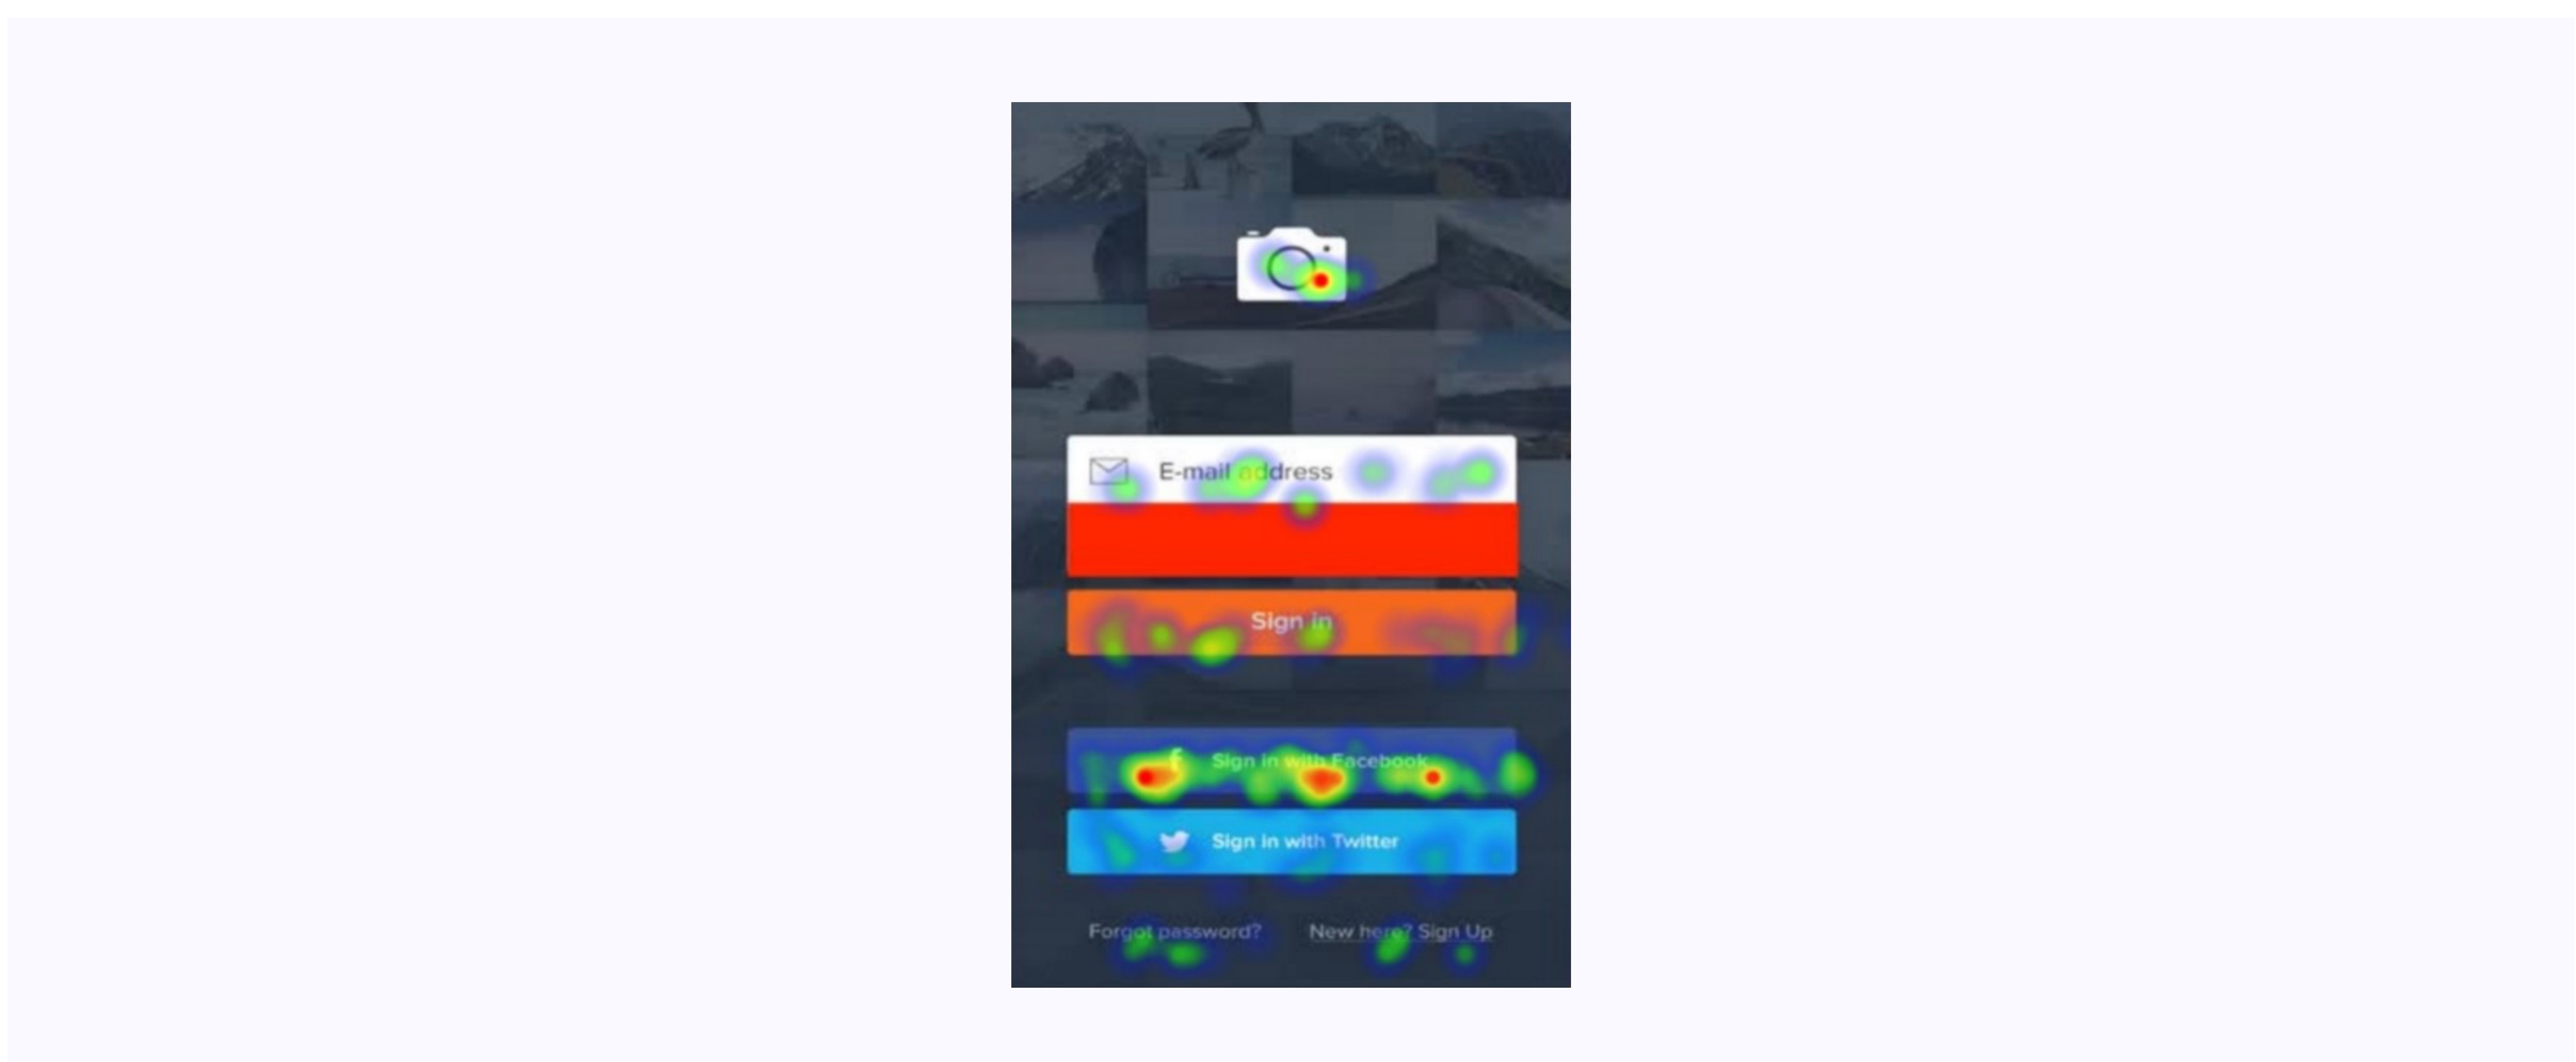 E-mail address
Sign in
Sign in with Facebook
Sign in with Twitter
Forgot password?
New here? Sign Up